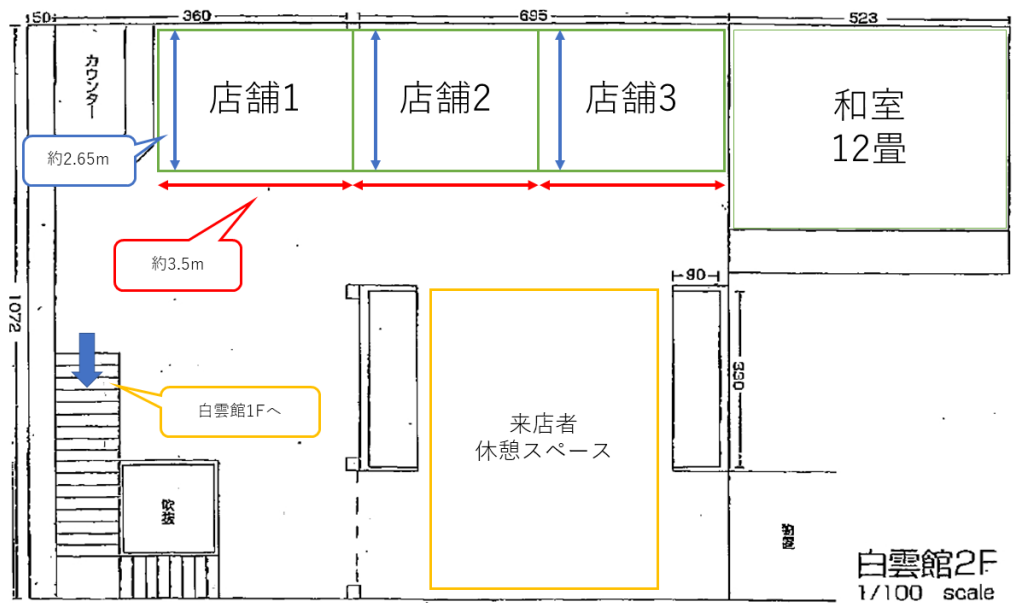 50
360
695
523
カウンター
店舗1
店舗2
店舗3
和室
12畳
約2.65m
約3.5m
90
1072
330
白雲館1Fへ
来店者
休憩スペース
吹抜
白雲館2F
1/100 scale